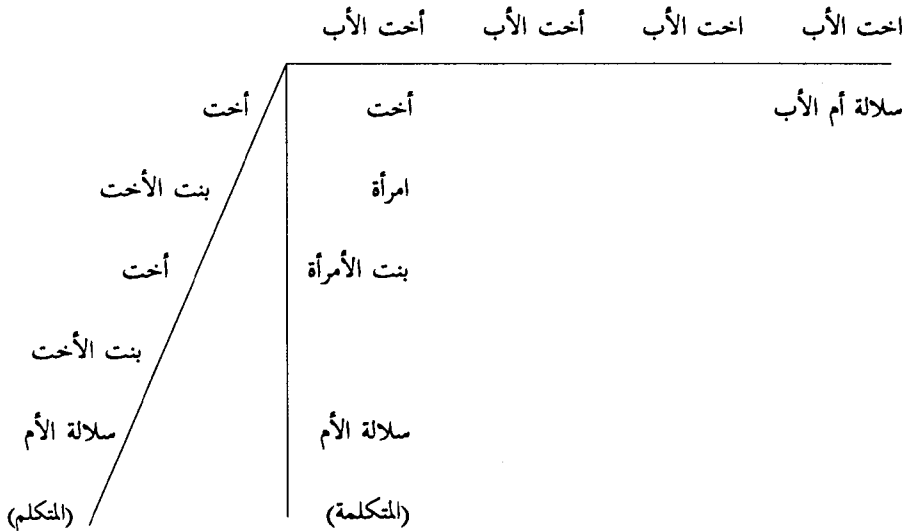 اخت الأب أخت الأب اخت الأب أخت الأب
سلالة أم الأب أخت أخت
امرأة بنت الأخت
بنت الأمرأة أخت
بنت الأخت
سلالة الأم سلالة الأم
(المتكلمة) (المتكلم)